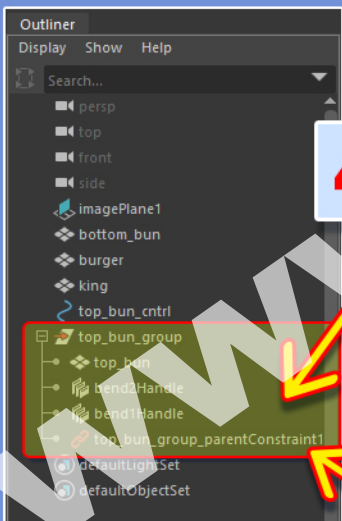 Outliner
Display Show Help
Search...
persp
top
front
side
imagePlane1
bottom_bun
burger
king
top_bun_cntrl
top_bun_group
top_bun
bend2Handle
bend1Handle
top_bun_group_parentConstraint1
defaultLightSet
defaultObjectSet